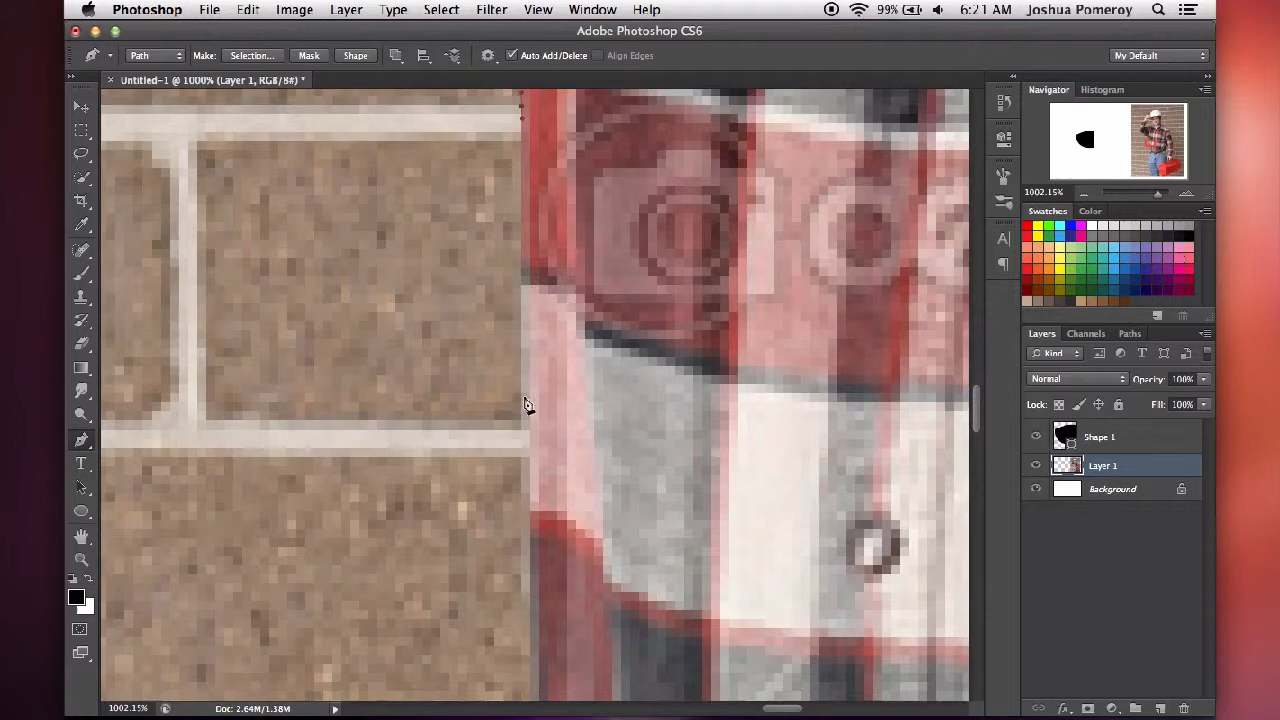 Photoshop File Edit Image Layer Type Select Filter View Window Help 99% 6:21 AM Joshua Pomeroy
Adobe Photoshop CS6
Path Make: Selection... Mask Shape Auto Add/Delete Align Edges My Default
Untitled-1 @ 1000% (Layer 1, RGB/8#) *
Navigator Histogram
1002.15%
Swatches Color
Layers Channels Paths
Kind
Normal Opacity: 100%
Lock: Fill: 100%
Shape 1
Layer 1
Background
1002.15% Doc: 2.64M/1.38M